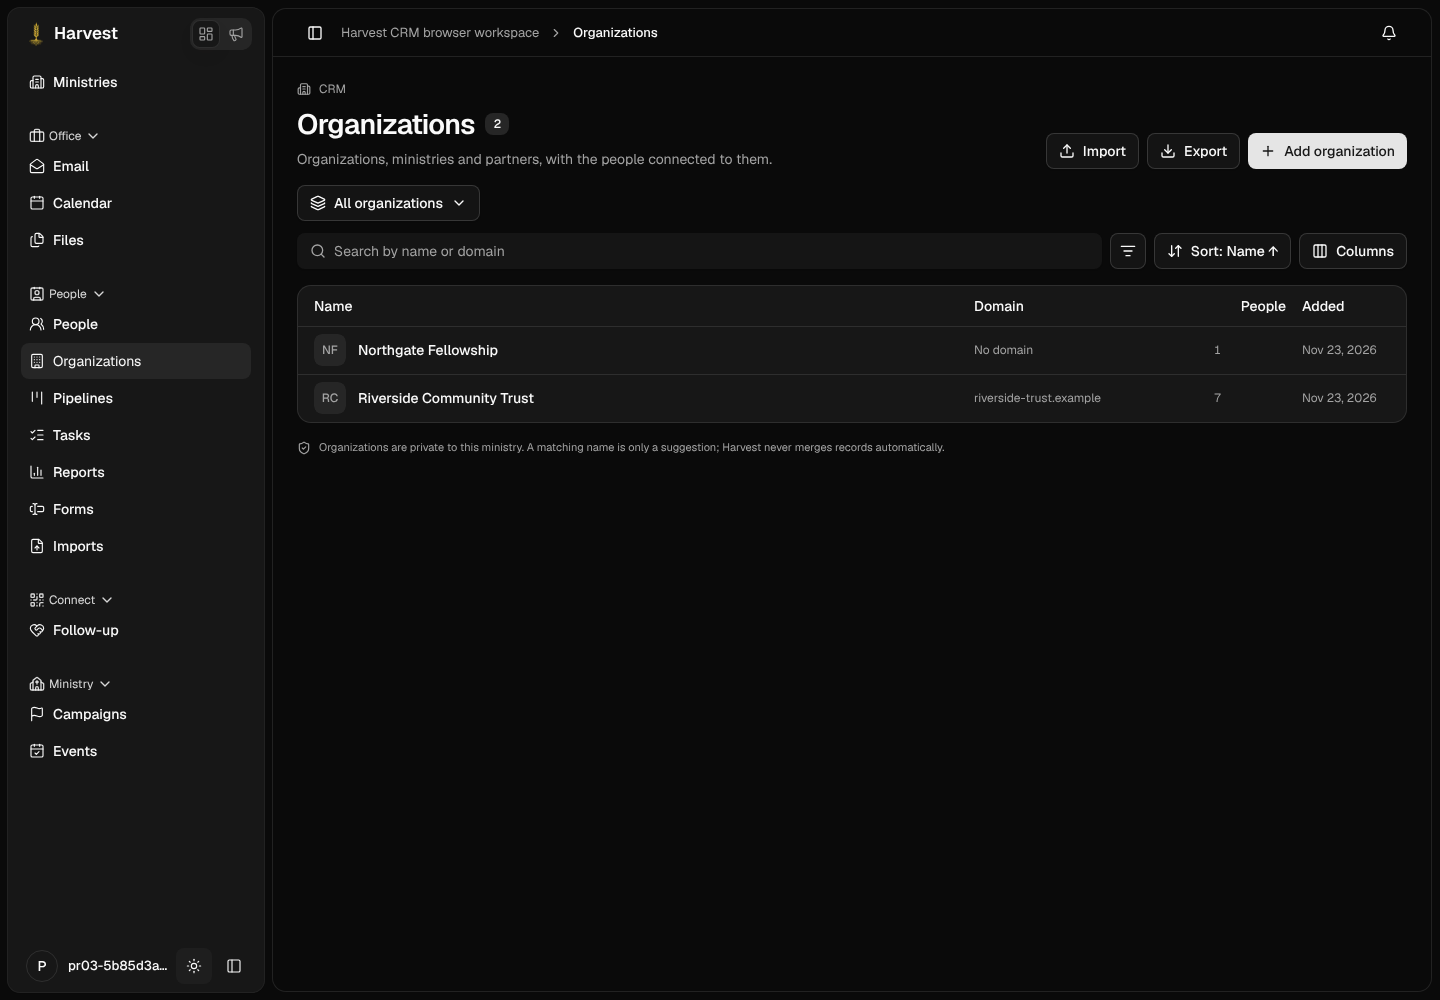 Harvest
Ministries
Office
Email
Calendar
Files
People
People
Organizations
Pipelines
Tasks
Reports
Forms
Imports
Connect
Follow-up
Ministry
Campaigns
Events
P pr03-5b85d3a...
Harvest CRM browser workspace > Organizations
CRM
Organizations 2
Organizations, ministries and partners, with the people connected to them.
Import Export + Add organization
All organizations
Search by name or domain Sort: Name ↑ Columns
Name Domain People Added
NF Northgate Fellowship No domain 1 Nov 23, 2026
RC Riverside Community Trust riverside-trust.example 7 Nov 23, 2026
Organizations are private to this ministry. A matching name is only a suggestion; Harvest never merges records automatically.